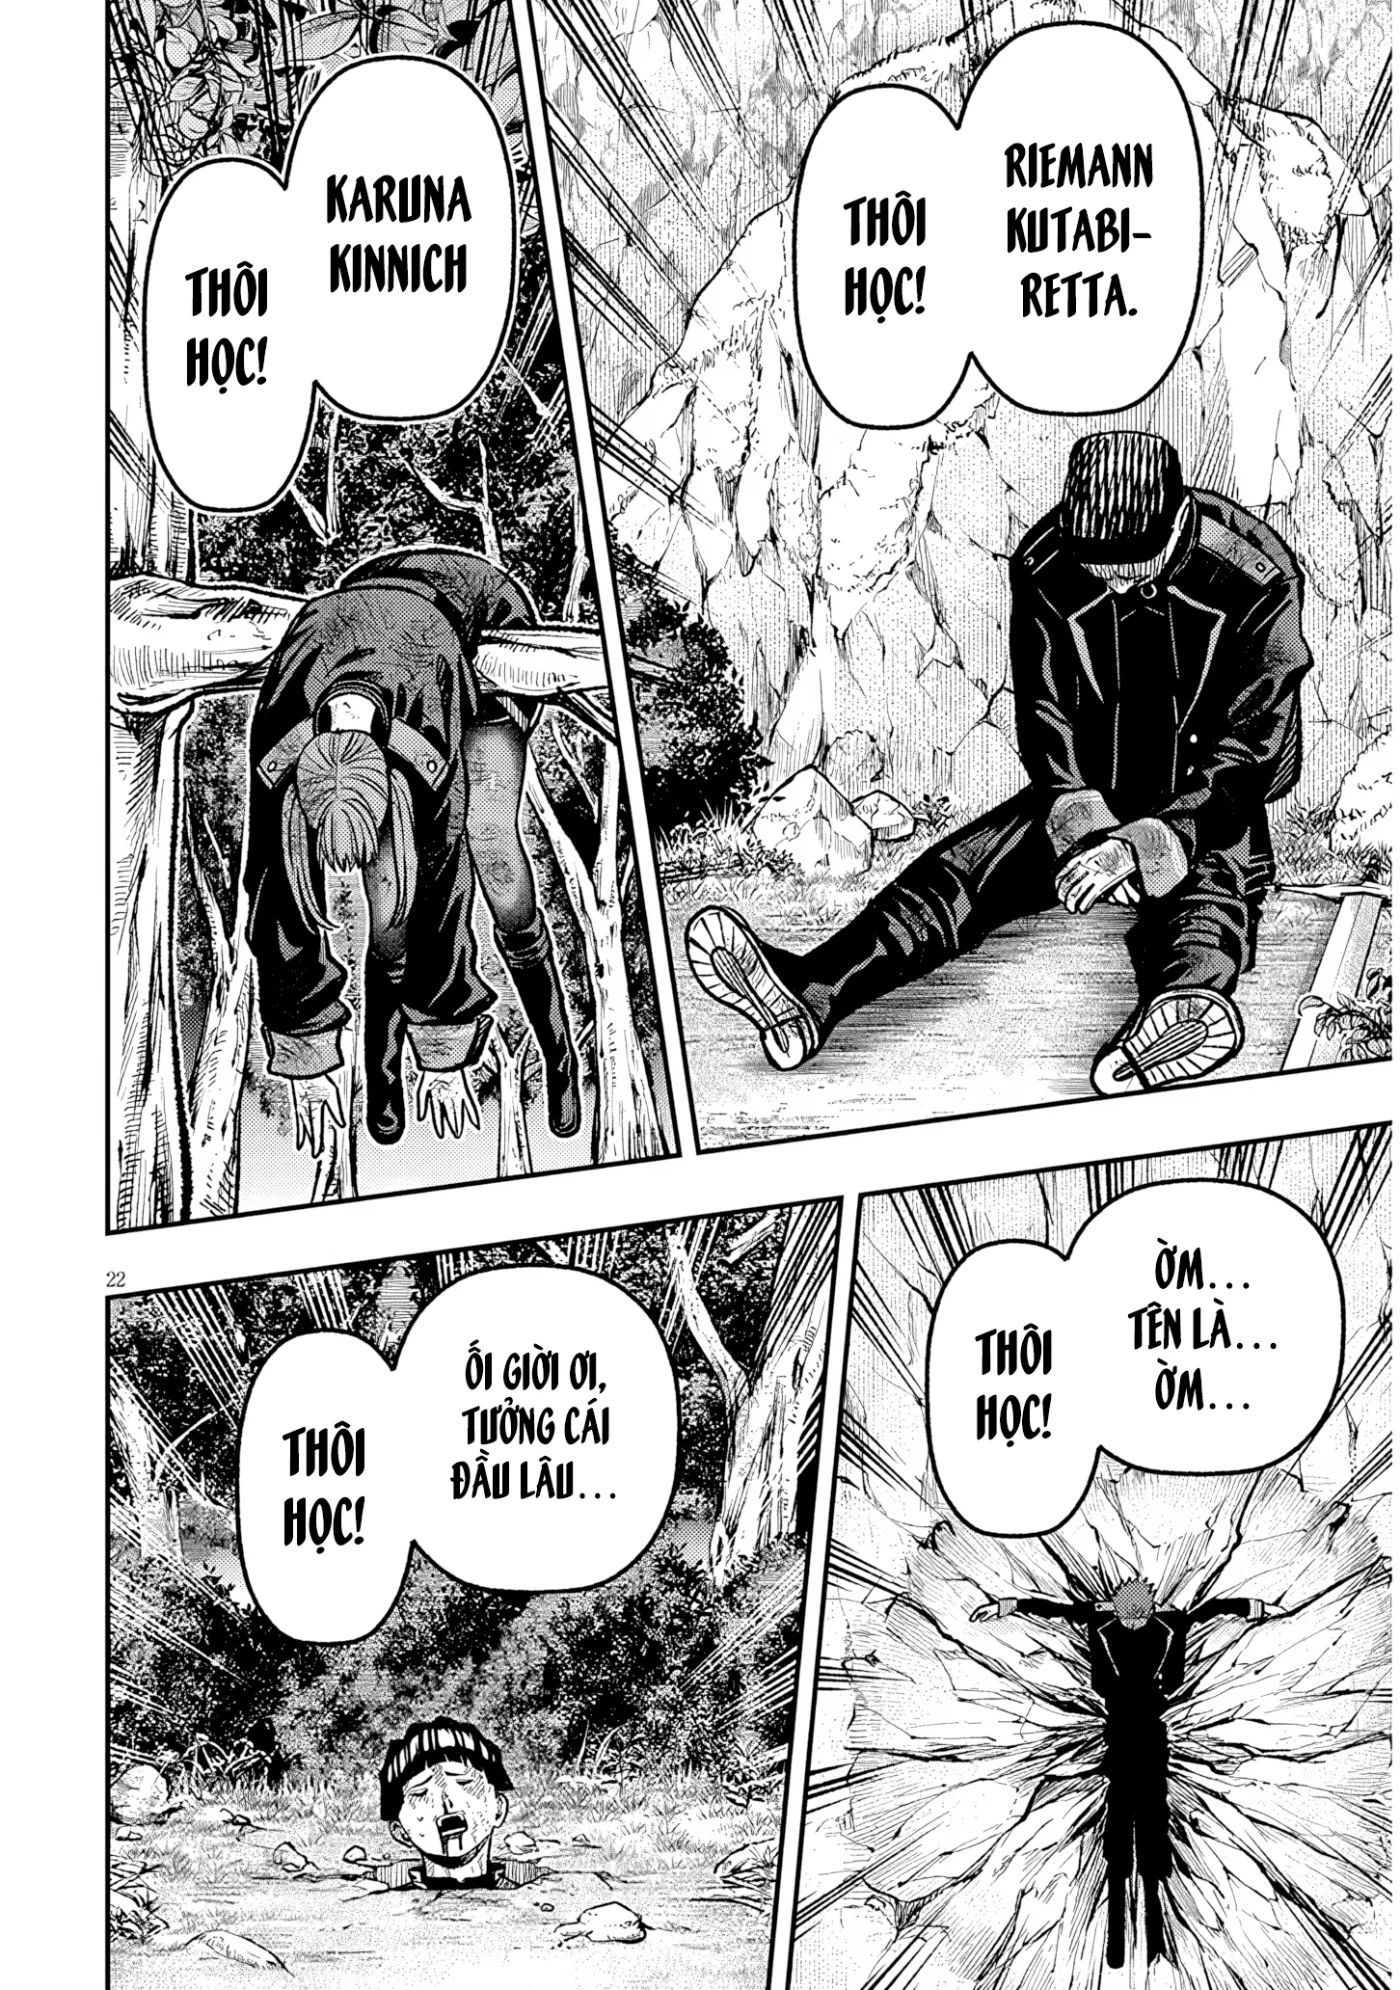 RIEMANN
KUTABI-
RETTA.
THÔI
HỌC!
KARUNA
KINNICH
THÔI
HỌC!
ỜM...
TÊN LÀ...
ỜM...
THÔI
HỌC!
ỐI GIỜI ƠI,
TƯỞNG CÁI
ĐẦU LÂU...
THÔI
HỌC!
22